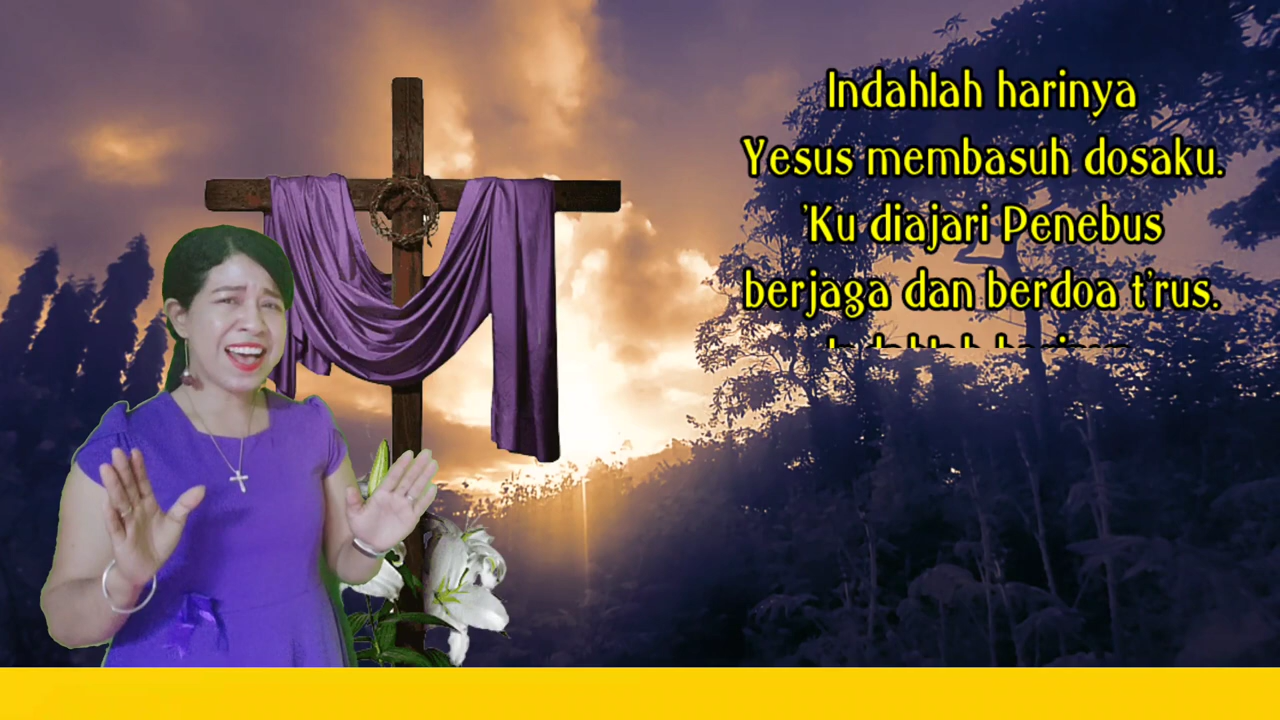 Indahlah harinya
Yesus membasuh dosaku.
'Ku diajari Penebus
berjaga dan berdoa t'rus.